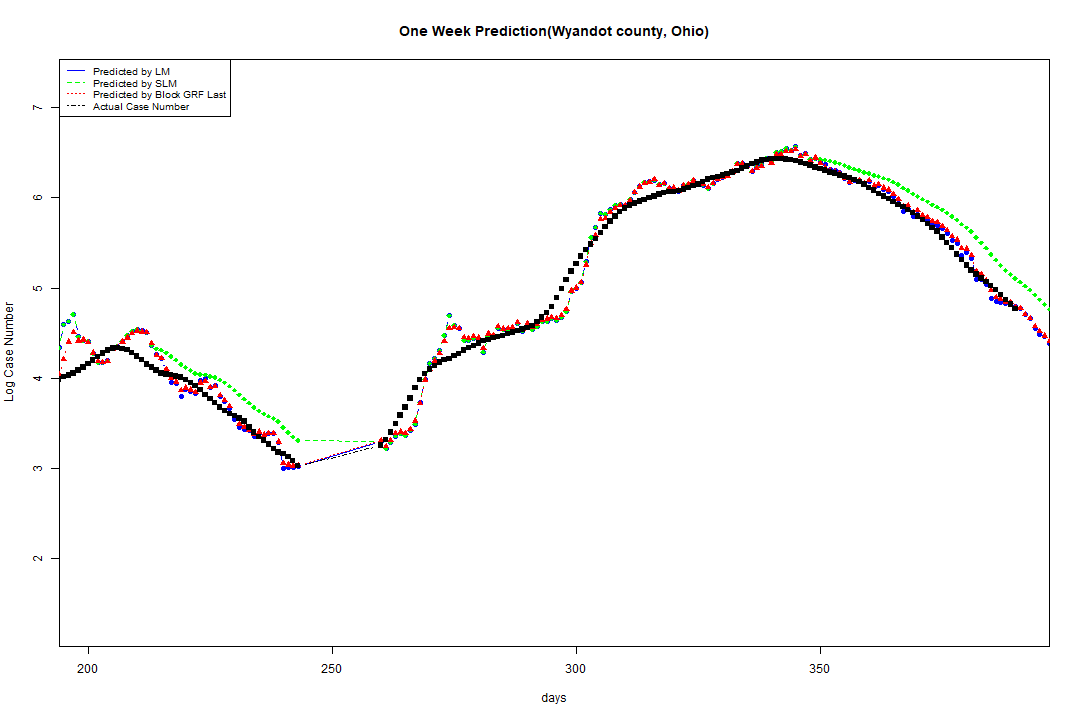 One Week Prediction(Wyandot county, Ohio)
Predicted by LM
Predicted by SLM
Predicted by Block GRF Last
Actual Case Number
7
6
5
4
3
2
Log Case Number
200 250 300 350
days